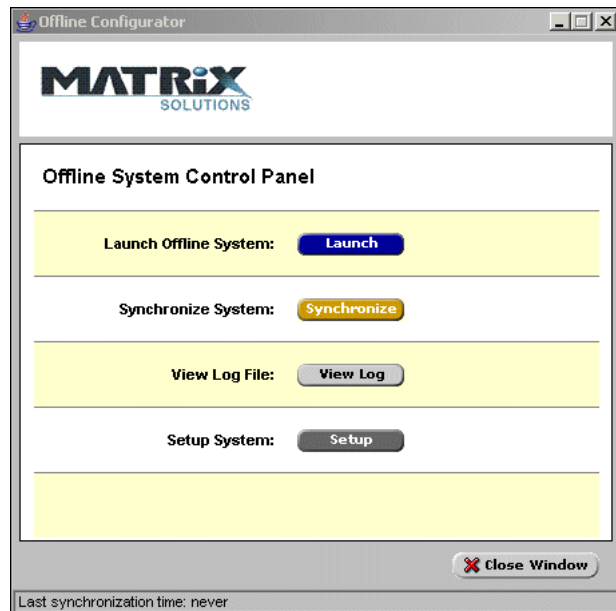 Offline Configurator
MATRiX
SOLUTIONS
Offline System Control Panel
Launch Offline System: Launch
Synchronize System: Synchronize
View Log File: View Log
Setup System: Setup
Close Window
Last synchronization time: never